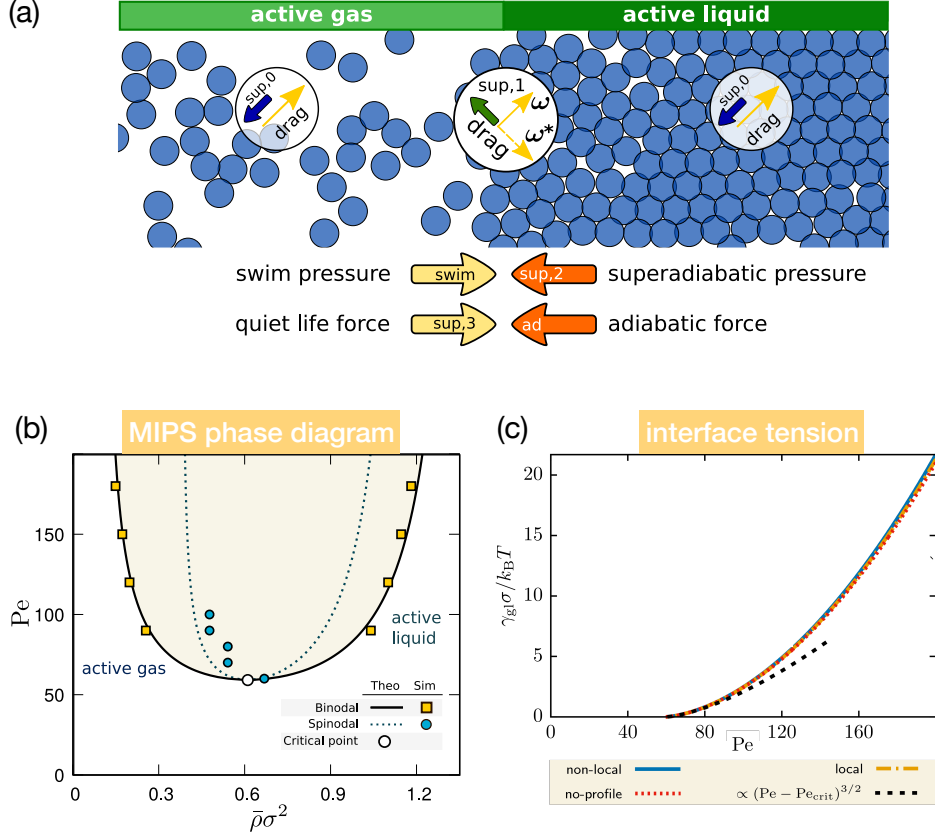 (a)
active gas active liquid
sup,0
drag
sup,1
ω
ω*
drag
sup,0
drag
swim pressure swim sup,2 superadiabatic pressure
quiet life force sup,3 ad adiabatic force
(b) MIPS phase diagram
Pe
150
100
50
0
active gas
active
liquid
Theo Sim
Binodal
Spinodal
Critical point
0 0.3 0.6 0.9 1.2
ρ̄σ²
(c) interface tension
γgl σ/kBT
20
15
10
5
0
0 40 80 120 160
Pe
non-local local
no-profile ∝ (Pe − Pecrit)^3/2